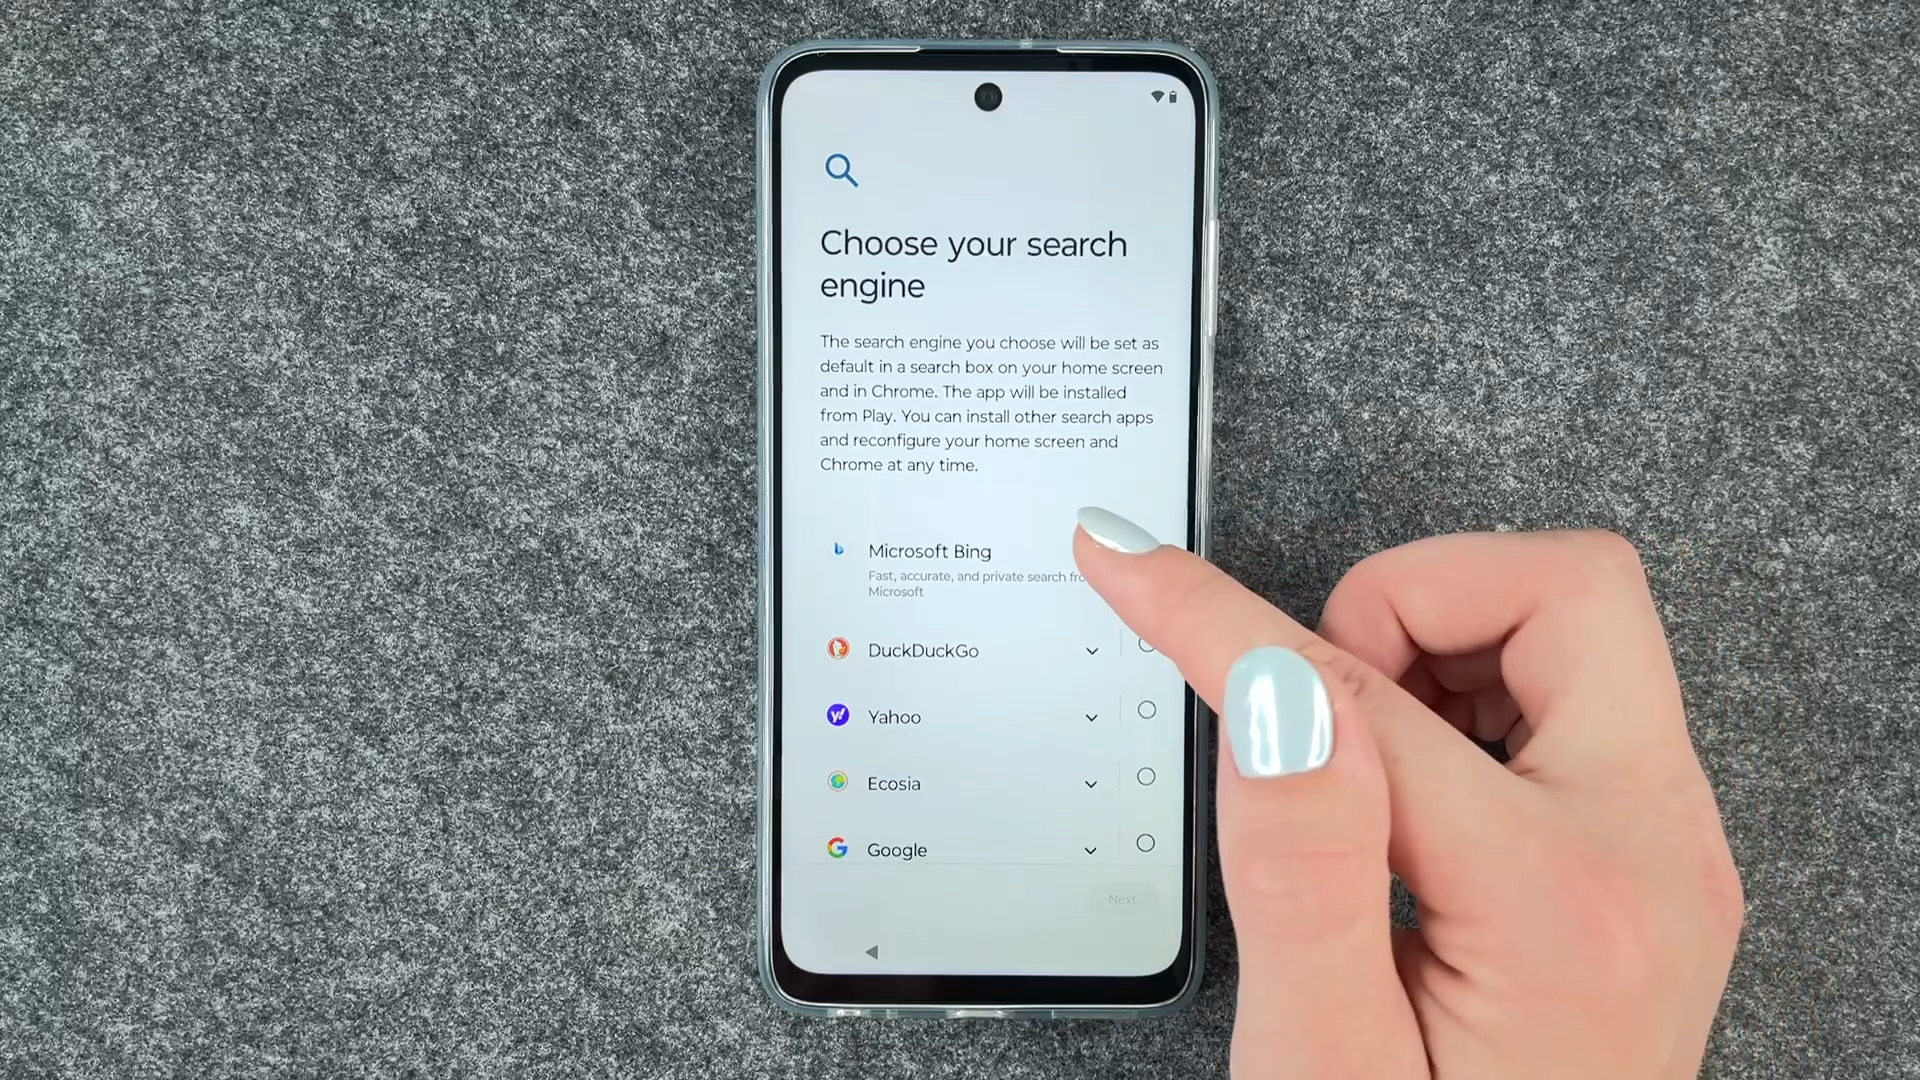 Choose your search
engine
The search engine you choose will be set as
default in a search box on your home screen
and in Chrome. The app will be installed
from Play. You can install other search apps
and reconfigure your home screen and
Chrome at any time.
Microsoft Bing
Fast, accurate, and private search
Microsoft
DuckDuckGo
Yahoo
Ecosia
Google
Next